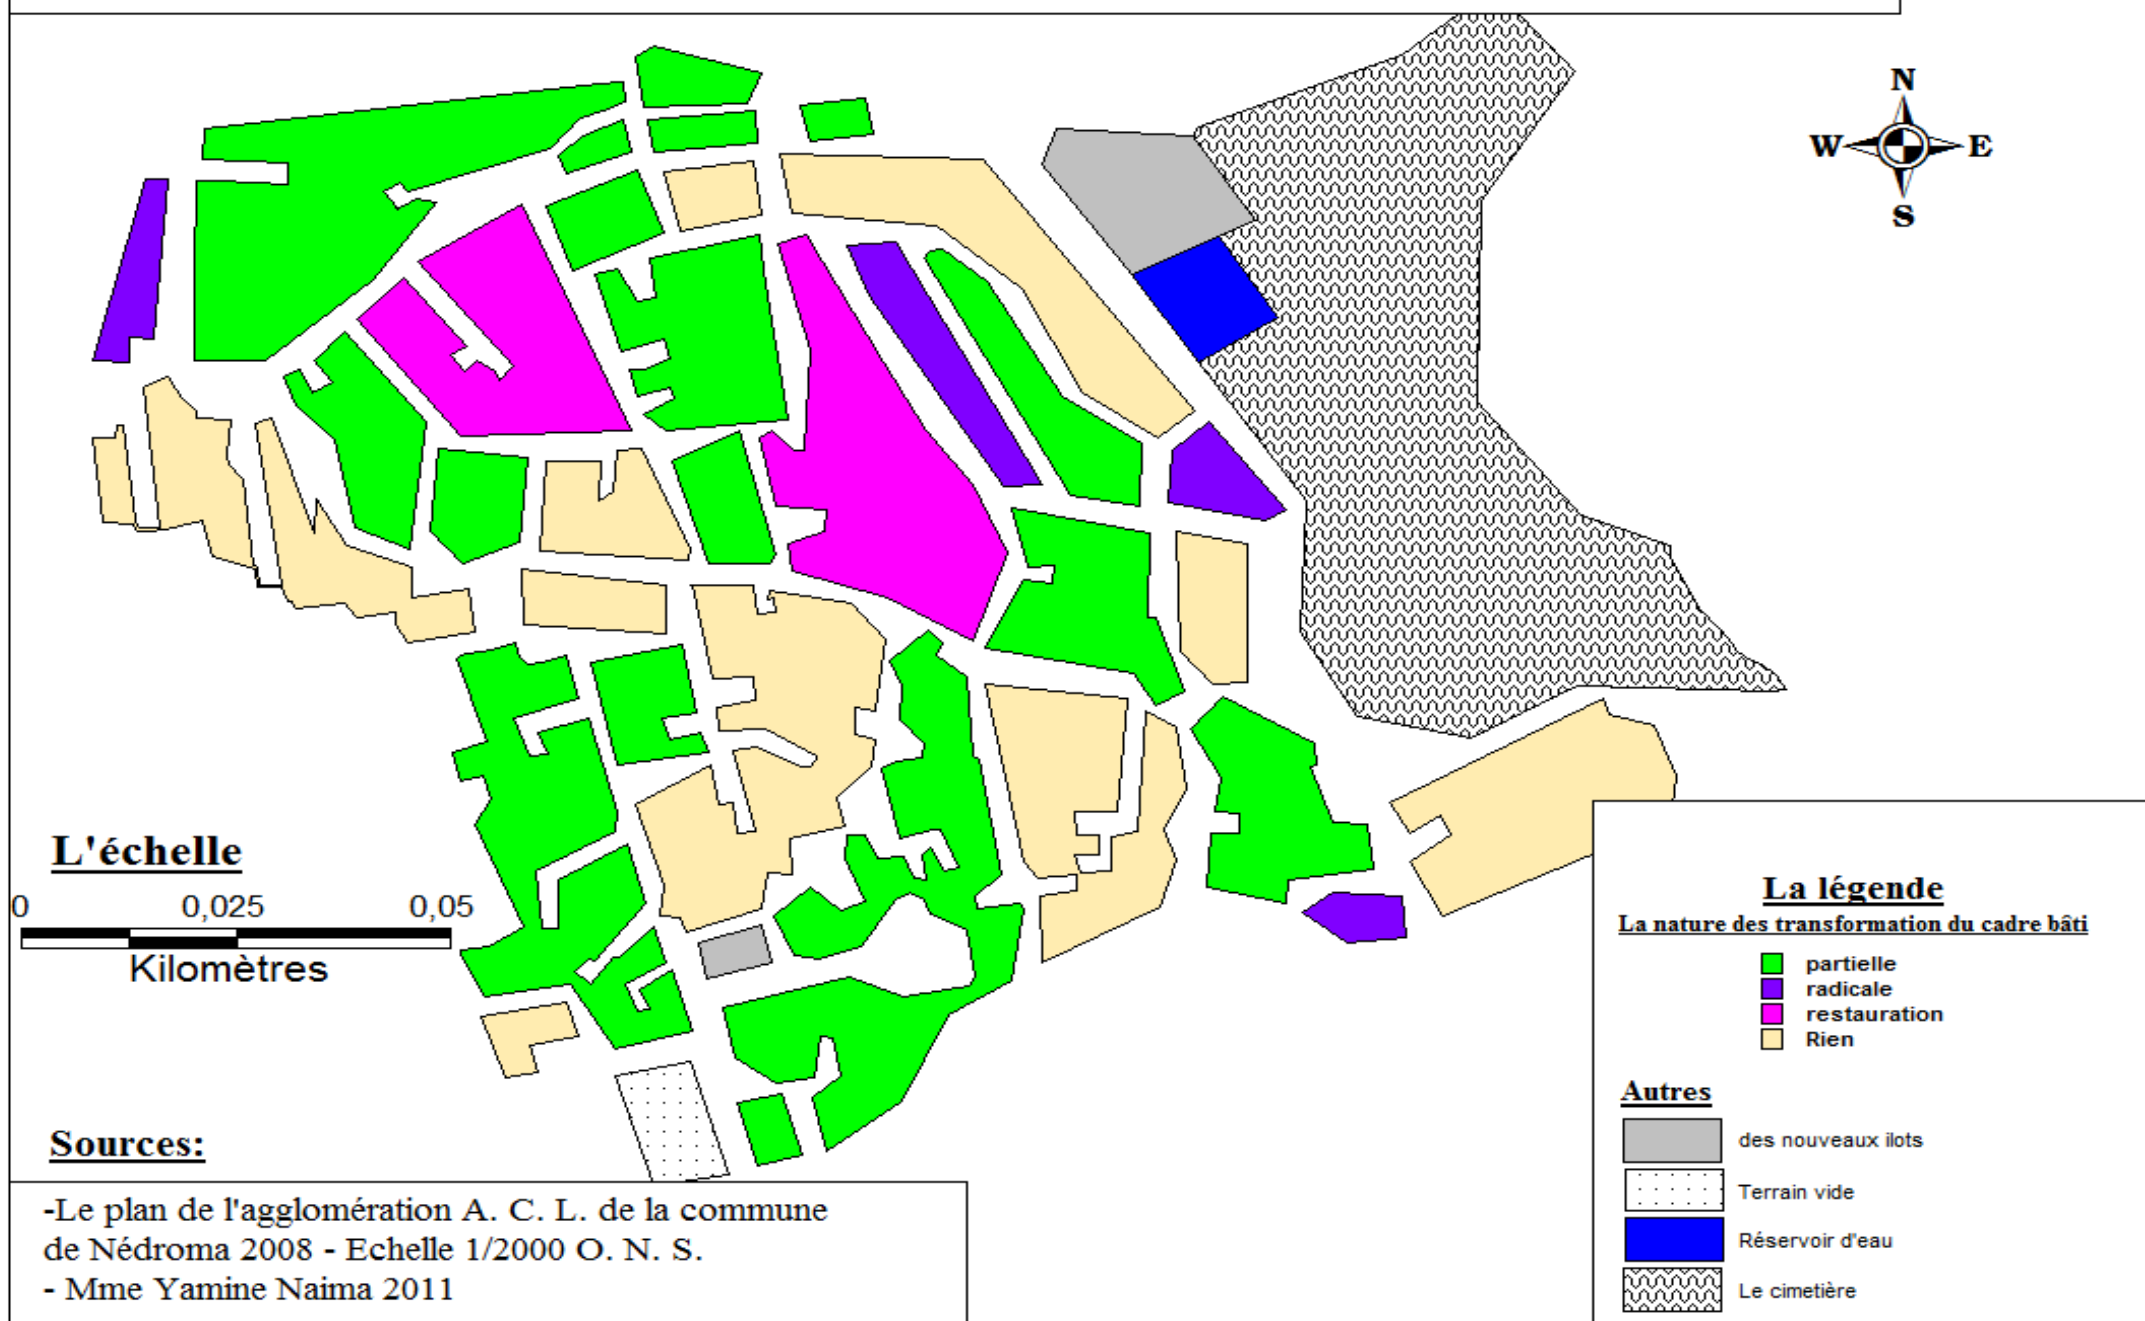 N
W E
S
L'échelle
0 0,025 0,05
Kilomètres
La légende
La nature des transformation du cadre bâti
partielle
radicale
restauration
Rien
Autres
des nouveaux ilots
Terrain vide
Réservoir d'eau
Le cimetière
Sources:
-Le plan de l'agglomération A. C. L. de la commune
de Nédroma 2008 - Echelle 1/2000 O. N. S.
- Mme Yamine Naima 2011